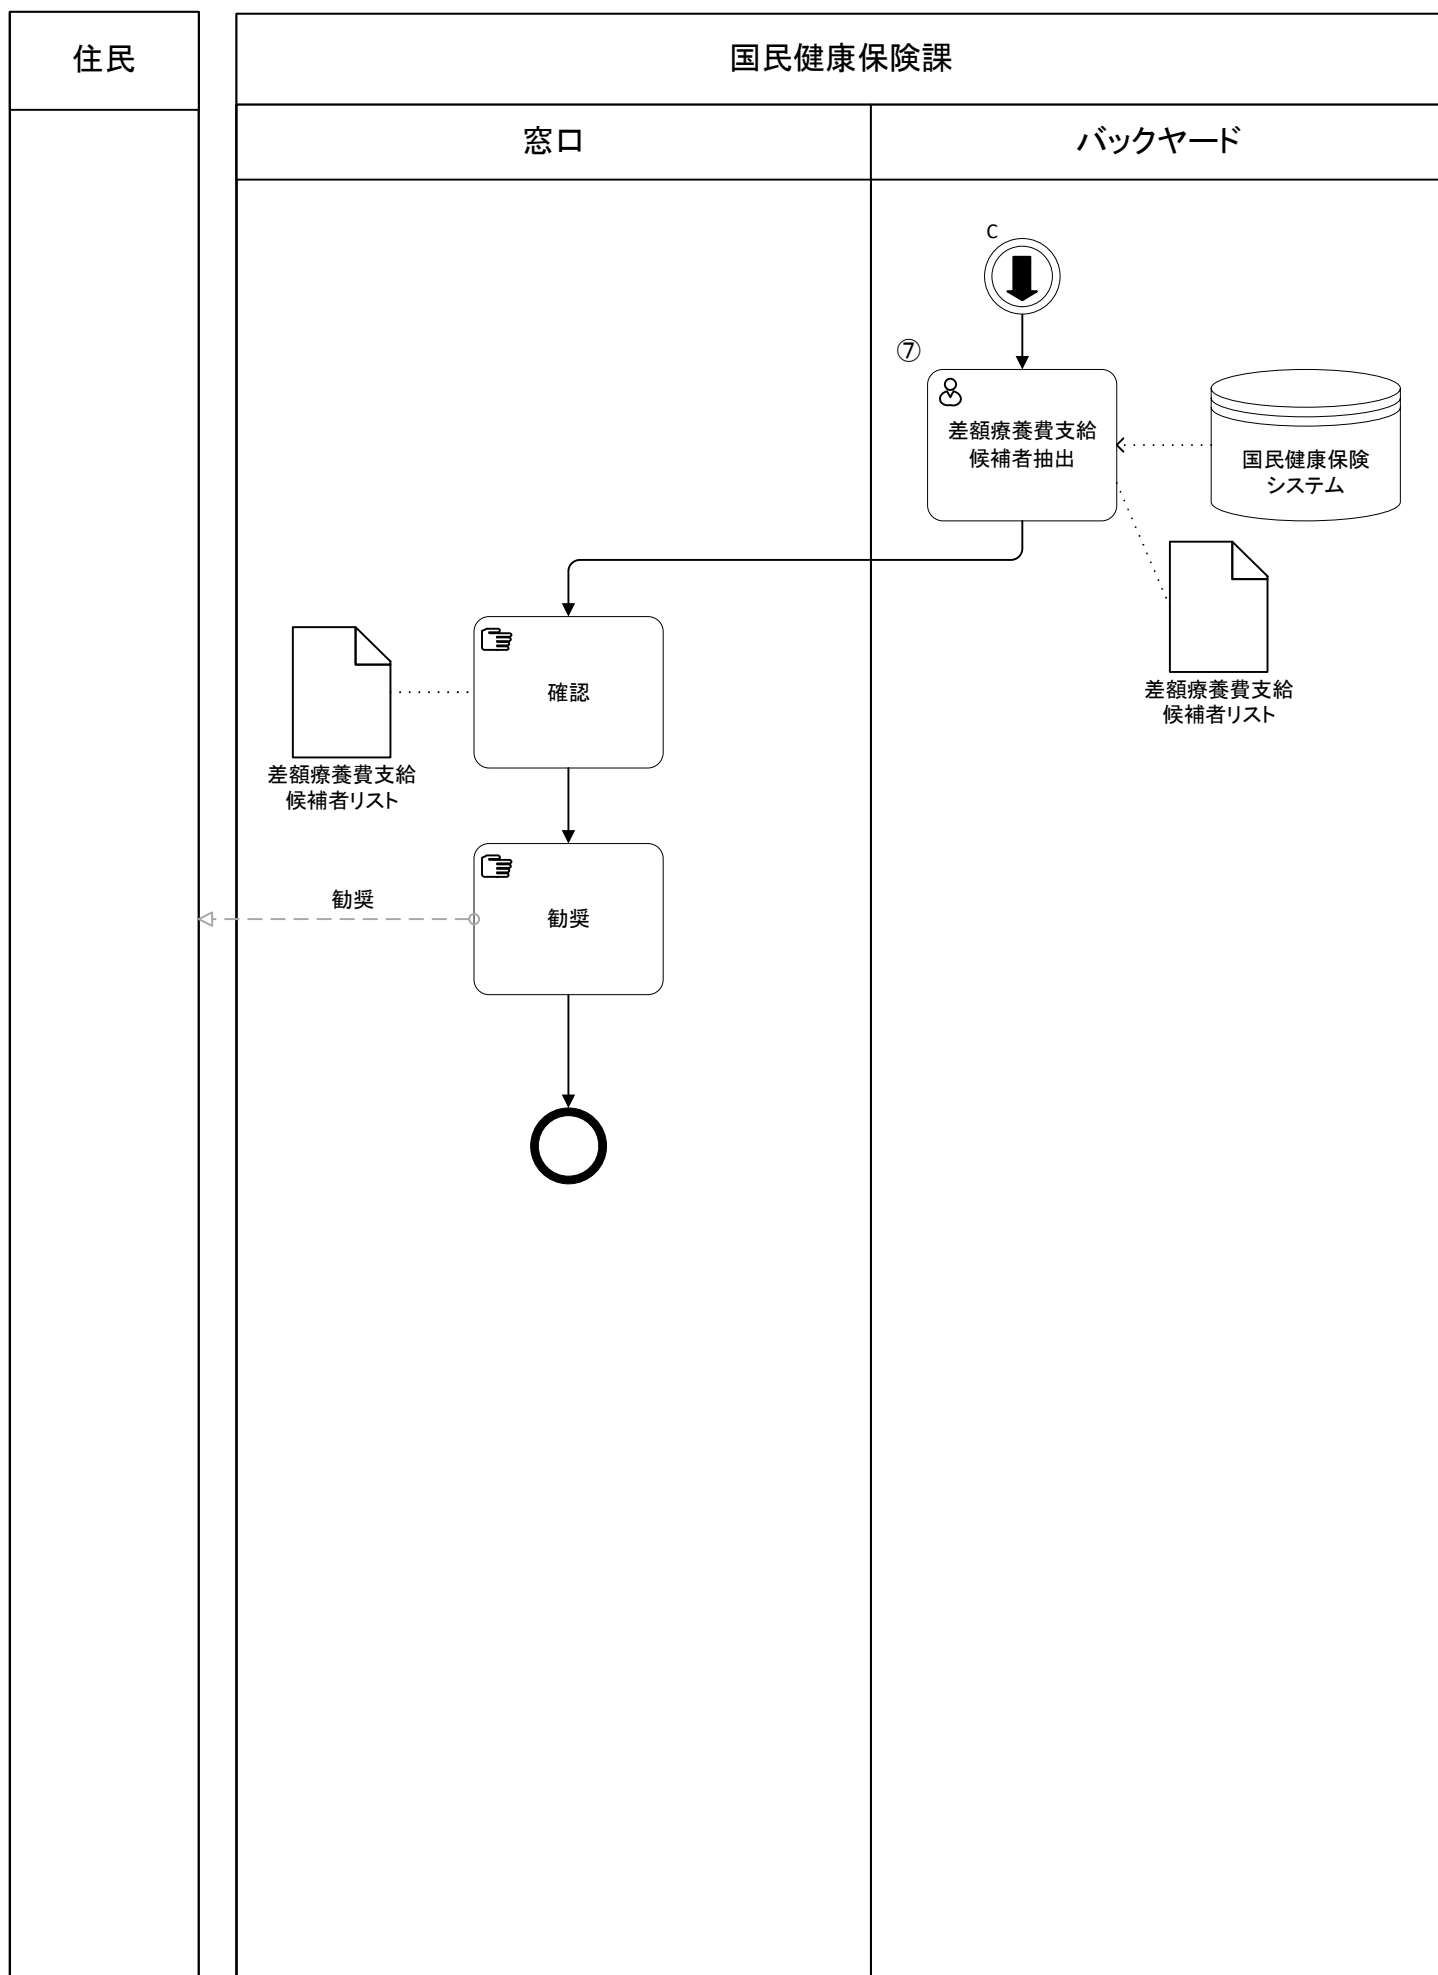 住民
国民健康保険課
窓口
バックヤード
C
⑦
差額療養費支給
候補者抽出
国民健康保険
システム
差額療養費支給
候補者リスト
確認
差額療養費支給
候補者リスト
勧奨
勧奨